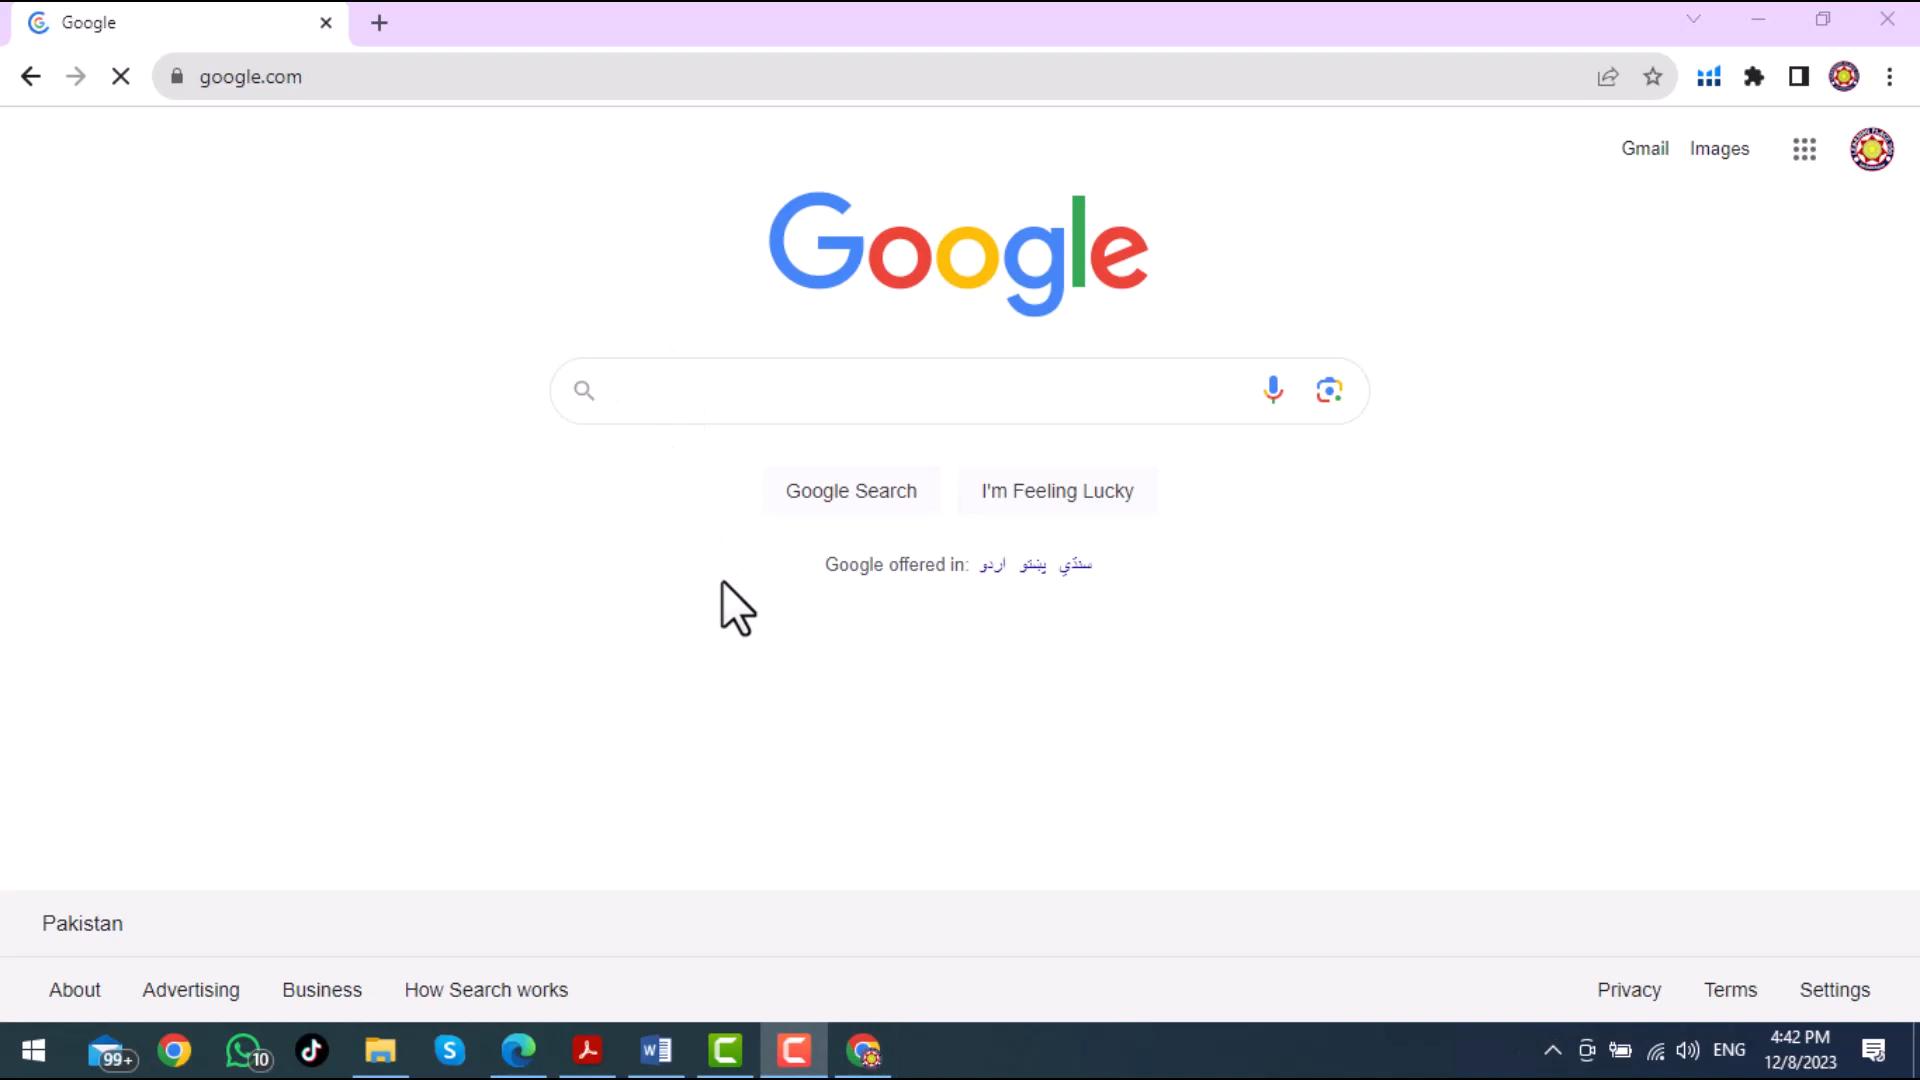 Google
google.com
Gmail Images
Google
Google Search I'm Feeling Lucky
Google offered in: اردو پښتو سنڌي
Pakistan
About Advertising Business How Search works Privacy Terms Settings
99+ 10 ENG 4:42 PM
12/8/2023